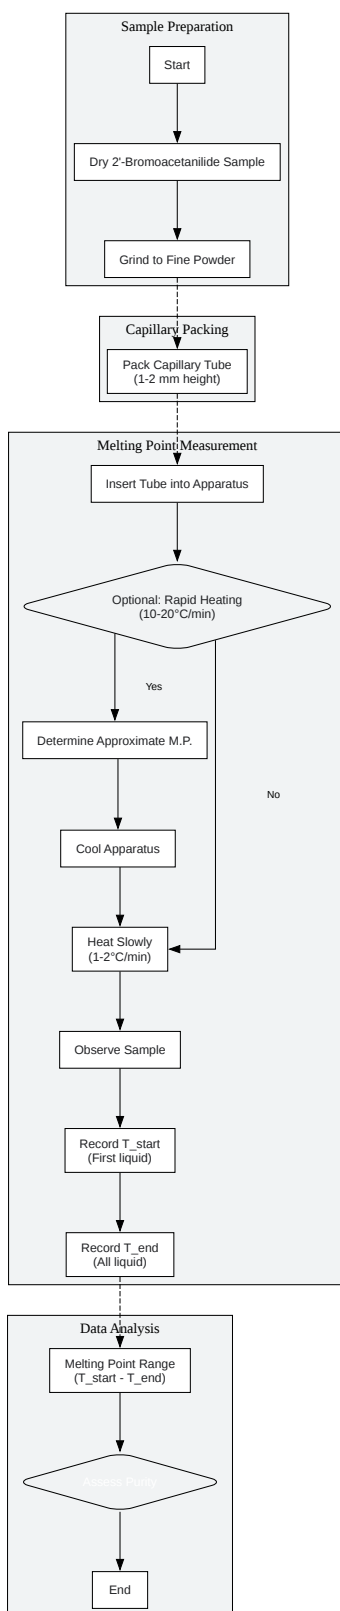 Sample Preparation
Start
Dry 2'-Bromoacetanilide Sample
Grind to Fine Powder
Capillary Packing
Pack Capillary Tube
(1-2 mm height)
Melting Point Measurement
Insert Tube into Apparatus
Optional: Rapid Heating
(10-20°C/min)
Yes
Determine Approximate M.P.
No
Cool Apparatus
Heat Slowly
(1-2°C/min)
Observe Sample
Record T_start
(First liquid)
Record T_end
(All liquid)
Data Analysis
Melting Point Range
(T_start - T_end)
Assess Purity
End